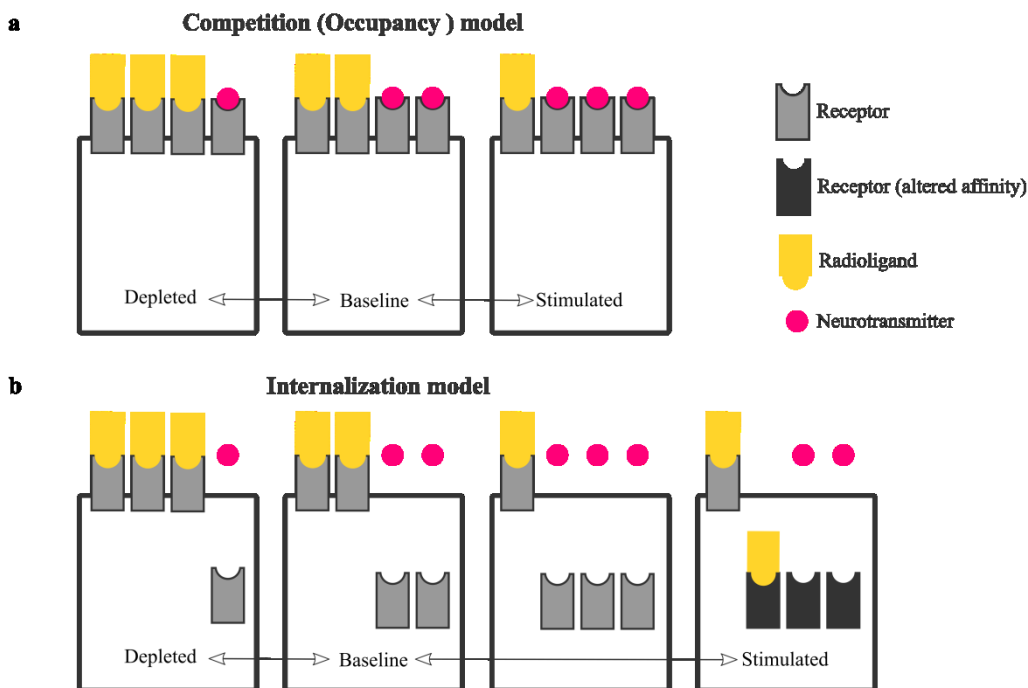 a
Competition (Occupancy ) model
Depleted
Baseline
Stimulated
Receptor
Receptor (altered affinity)
Radioligand
Neurotransmitter
b
Internalization model
Depleted
Baseline
Stimulated